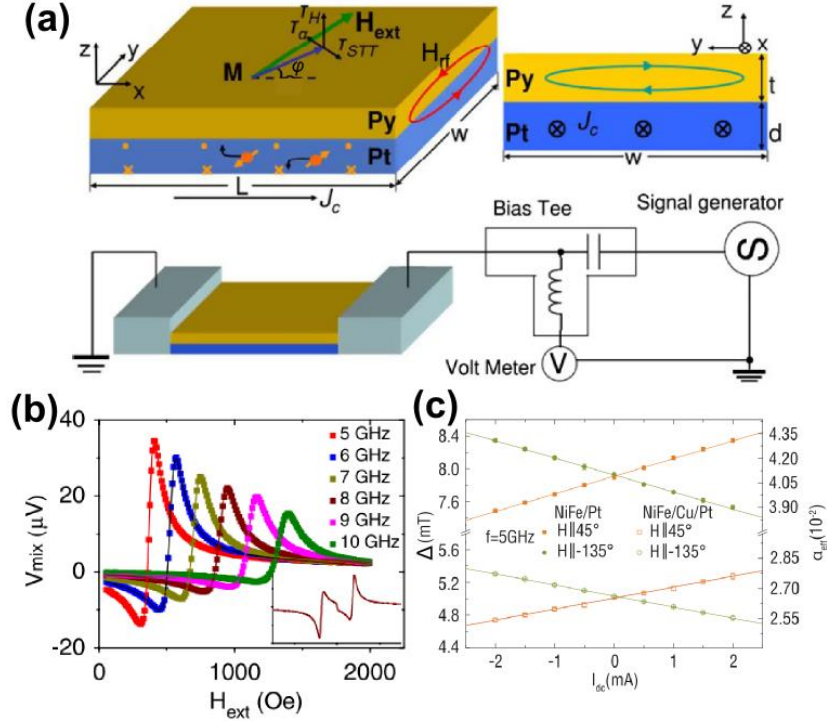 (a)
z
y
x
M
φ
τα
τH
Hext
τSTT
Hrf
Py
Pt
w
L
Jc
z
y
x
Py
t
Pt
Jc
d
w
Bias Tee
Signal generator
S
Volt Meter
V
(b)
40
20
0
-20
Vmix (μV)
5 GHz
6 GHz
7 GHz
8 GHz
9 GHz
10 GHz
0
1000
2000
Hext (Oe)
(c)
8.4
8.0
7.6
5.6
5.2
4.8
4.4
Δ (mT)
4.35
4.20
4.05
3.90
2.85
2.70
2.55
αeff(10-2)
f=5GHz
NiFe/Pt
H||45°
H||-135°
NiFe/Cu/Pt
H||45°
H||-135°
-2
-1
0
1
2
Idc(mA)